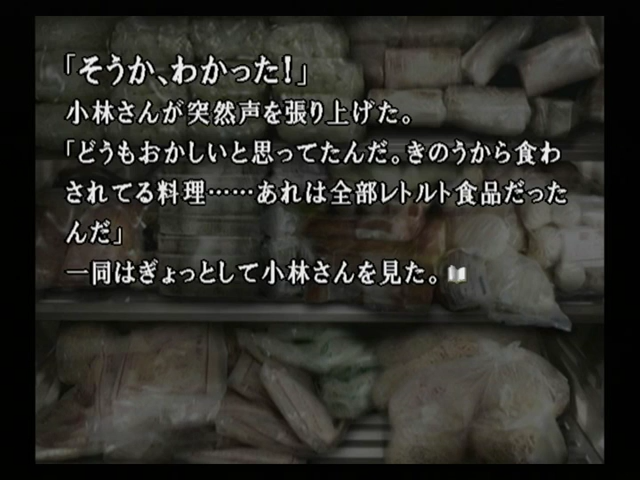 「そうか、わかった！」
小林さんが突然声を張り上げた。
「どうもおかしいと思ってたんだ。きのうから食わ
されてる料理……あれは全部レトルト食品だった
んだ」
一同はぎょっとして小林さんを見た。